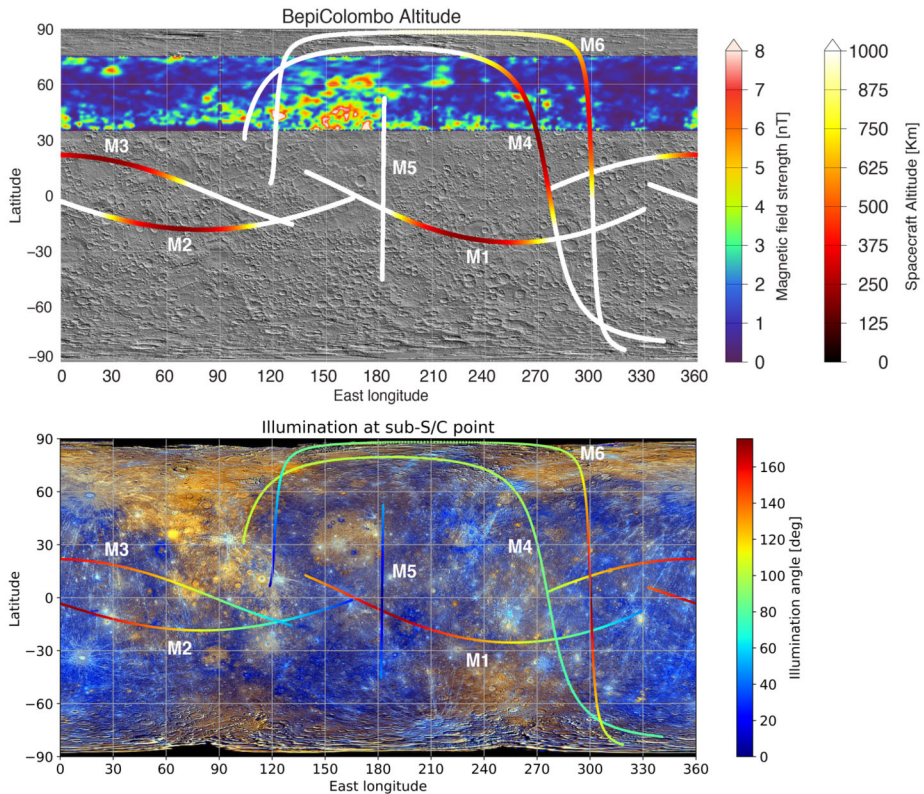 BepiColombo Altitude
90
60
30
0
−30
−60
−90
Latitude
M3
M2
M5
M1
M4
M6
0 30 60 90 120 150 180 210 240 270 300 330 360
East longitude
8
7
6
5
4
3
2
1
0
Magnetic field strength [nT]
1000
875
750
625
500
375
250
125
0
Spacecraft Altitude [Km]
Illumination at sub-S/C point
90
60
30
0
−30
−60
−90
Latitude
M3
M2
M5
M1
M4
M6
0 30 60 90 120 150 180 210 240 270 300 330 360
East longitude
160
140
120
100
80
60
40
20
0
Illumination angle [deg]